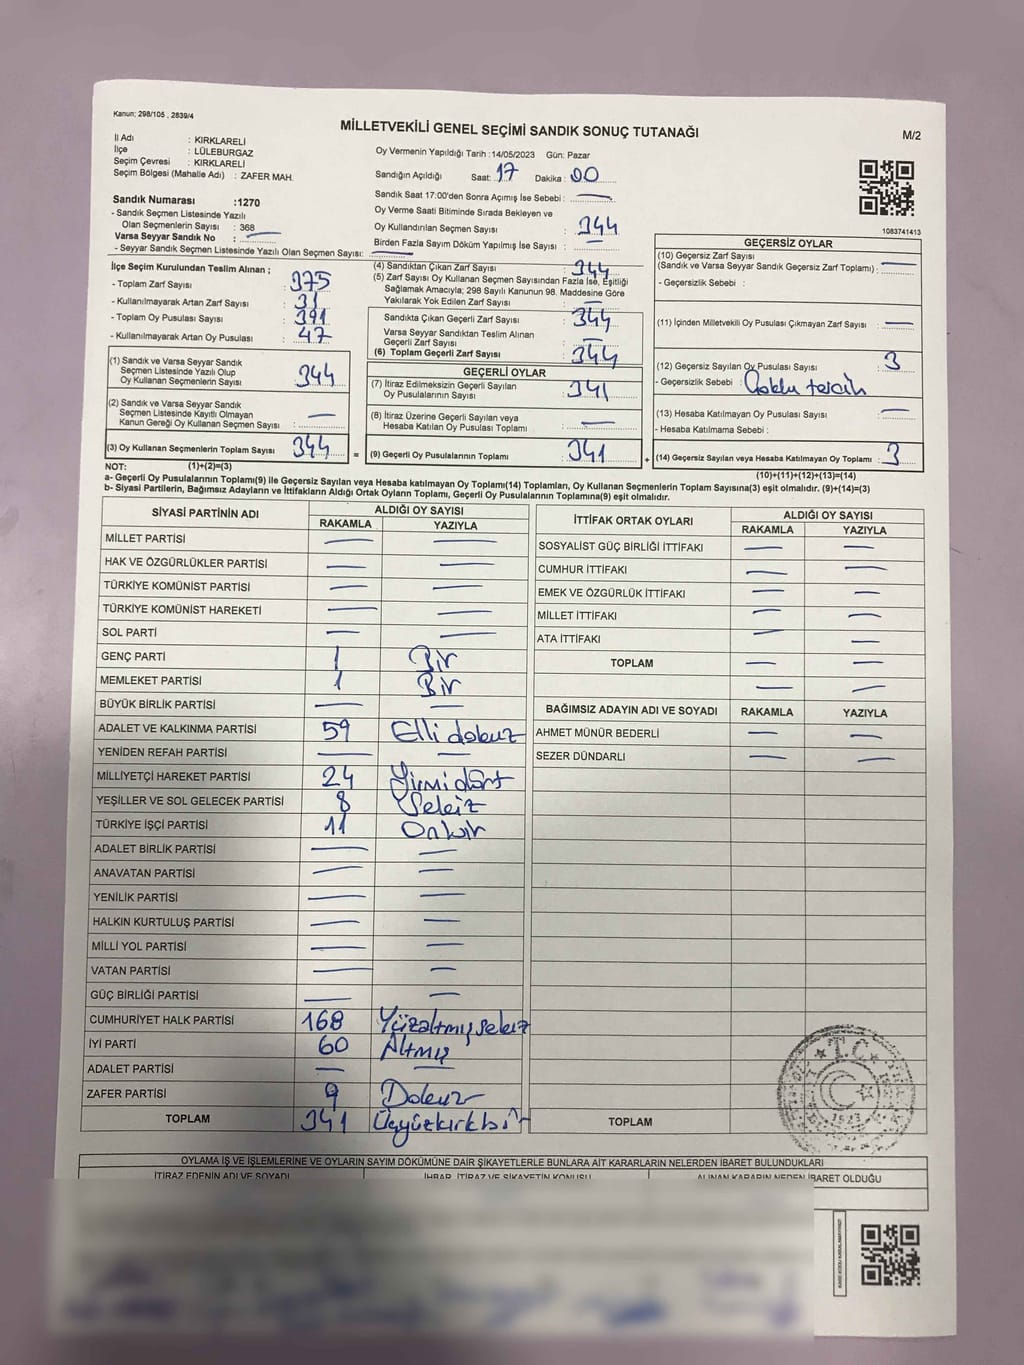 Kanun; 298/105 ; 2839/4
MİLLETVEKİLİ GENEL SEÇİMİ SANDIK SONUÇ TUTANAĞI
M/2
İl Adı : KIRKLARELİ
İlçe : LÜLEBURGAZ
Seçim Çevresi : KIRKLARELİ
Seçim Bölgesi (Mahalle Adı) : ZAFER MAH.
Sandık Numarası :1270
- Sandık Seçmen Listesinde Yazılı
Olan Seçmenlerin Sayısı : 368
Varsa Seyyar Sandık No : —
- Seyyar Sandık Seçmen Listesinde Yazılı Olan Seçmen Sayısı: —
Oy Vermenin Yapıldığı Tarih :14/05/2023 Gün: Pazar
Sandığın Açıldığı Saat: 17 Dakika : 00
Sandık Saat 17:00'den Sonra Açımış İse Sebebi : —
Oy Verme Saati Bitiminde Sırada Bekleyen ve
Oy Kullandırılan Seçmen Sayısı : 344
Birden Fazla Sayım Döküm Yapılmış İse Sayısı : —
1083741413
İlçe Seçim Kurulundan Teslim Alınan ;
- Toplam Zarf Sayısı : 375
- Kullanılmayarak Artan Zarf Sayısı : 31
- Toplam Oy Pusulası Sayısı : 391
- Kullanılmayarak Artan Oy Pusulası : 47
(4) Sandıktan Çıkan Zarf Sayısı : 344
(5) Zarf Sayısı Oy Kullanan Seçmen Sayısından Fazla İse, Eşitliği
Sağlamak Amacıyla; 298 Sayılı Kanunun 98. Maddesine Göre
Yakılarak Yok Edilen Zarf Sayısı : —
Sandıkta Çıkan Geçerli Zarf Sayısı : 344
Varsa Seyyar Sandıktan Teslim Alınan
Geçerli Zarf Sayısı : —
(6) Toplam Geçerli Zarf Sayısı : 344
GEÇERSİZ OYLAR
(10) Geçersiz Zarf Sayısı
(Sandık ve Varsa Seyyar Sandık Geçersiz Zarf Toplamı) : —
- Geçersizlik Sebebi :
(11) İçinden Milletvekili Oy Pusulası Çıkmayan Zarf Sayısı : —
(12) Geçersiz Sayılan Oy Pusulası Sayısı : 3
- Geçersizlik Sebebi : Çoklu tercih
(13) Hesaba Katılmayan Oy Pusulası Sayısı : —
- Hesaba Katılmama Sebebi :
(14) Geçersiz Sayılan veya Hesaba Katılmayan Oy Toplamı : 3
(10)+(11)+(12)+(13)=(14)
(1) Sandık ve Varsa Seyyar Sandık
Seçmen Listesinde Yazılı Olup
Oy Kullanan Seçmenlerin Sayısı : 344
(2) Sandık ve Varsa Seyyar Sandık
Seçmen Listesinde Kayıtlı Olmayan
Kanun Gereği Oy Kullanan Seçmen Sayısı : —
(3) Oy Kullanan Seçmenlerin Toplam Sayısı : 344 =
GEÇERLİ OYLAR
(7) İtiraz Edilmeksizin Geçerli Sayılan
Oy Pusulalarının Sayısı : 341
(8) İtiraz Üzerine Geçerli Sayılan veya
Hesaba Katılan Oy Pusulası Toplamı : —
(9) Geçerli Oy Pusulalarının Toplamı : 341 +
NOT: (1)+(2)=(3)
a- Geçerli Oy Pusulalarının Toplamı(9) ile Geçersiz Sayılan veya Hesaba katılmayan Oy Toplamı(14) Toplamları, Oy Kullanan Seçmenlerin Toplam Sayısına(3) eşit olmalıdır. (9)+(14)=(3)
b- Siyasi Partilerin, Bağımsız Adayların ve İttifakların Aldığı Ortak Oyların Toplamı, Geçerli Oy Pusulalarının Toplamına(9) eşit olmalıdır.
SİYASİ PARTİNİN ADI ALDIĞI OY SAYISI
RAKAMLA YAZIYLA
MİLLET PARTİSİ — —
HAK VE ÖZGÜRLÜKLER PARTİSİ — —
TÜRKİYE KOMÜNİST PARTİSİ — —
TÜRKİYE KOMÜNİST HAREKETİ — —
SOL PARTİ — —
GENÇ PARTİ 1 Bir
MEMLEKET PARTİSİ 1 Bir
BÜYÜK BİRLİK PARTİSİ — —
ADALET VE KALKINMA PARTİSİ 59 Elli dokuz
YENİDEN REFAH PARTİSİ — —
MİLLİYETÇİ HAREKET PARTİSİ 24 Yirmi dört
YEŞİLLER VE SOL GELECEK PARTİSİ 8 Sekiz
TÜRKİYE İŞÇİ PARTİSİ 11 Onbir
ADALET BİRLİK PARTİSİ — —
ANAVATAN PARTİSİ — —
YENİLİK PARTİSİ — —
HALKIN KURTULUŞ PARTİSİ — —
MİLLİ YOL PARTİSİ — —
VATAN PARTİSİ — —
GÜÇ BİRLİĞİ PARTİSİ — —
CUMHURİYET HALK PARTİSİ 168 Yüzaltmışsekiz
İYİ PARTİ 60 Altmış
ADALET PARTİSİ — —
ZAFER PARTİSİ 9 Dokuz
TOPLAM 341 Üçyüzkırkbir
İTTİFAK ORTAK OYLARI ALDIĞI OY SAYISI
RAKAMLA YAZIYLA
SOSYALİST GÜÇ BİRLİĞİ İTTİFAKI — —
CUMHUR İTTİFAKI — —
EMEK VE ÖZGÜRLÜK İTTİFAKI — —
MİLLET İTTİFAKI — —
ATA İTTİFAKI — —
TOPLAM — —
— —
BAĞIMSIZ ADAYIN ADI VE SOYADI RAKAMLA YAZIYLA
AHMET MÜNÜR BEDERLİ — —
SEZER DÜNDARLI — —
TOPLAM
T.C.
1923
OYLAMA İŞ VE İŞLEMLERİNE VE OYLARIN SAYIM DÖKÜMÜNE DAİR ŞİKAYETLERLE BUNLARA AİT KARARLARIN NELERDEN İBARET BULUNDUKLARI
İTİRAZ EDENİN ADI VE SOYADI İHBAR, İTİRAZ VE ŞİKAYETİN KONUSU ALINAN KARARIN NEDEN İBARET OLDUĞU